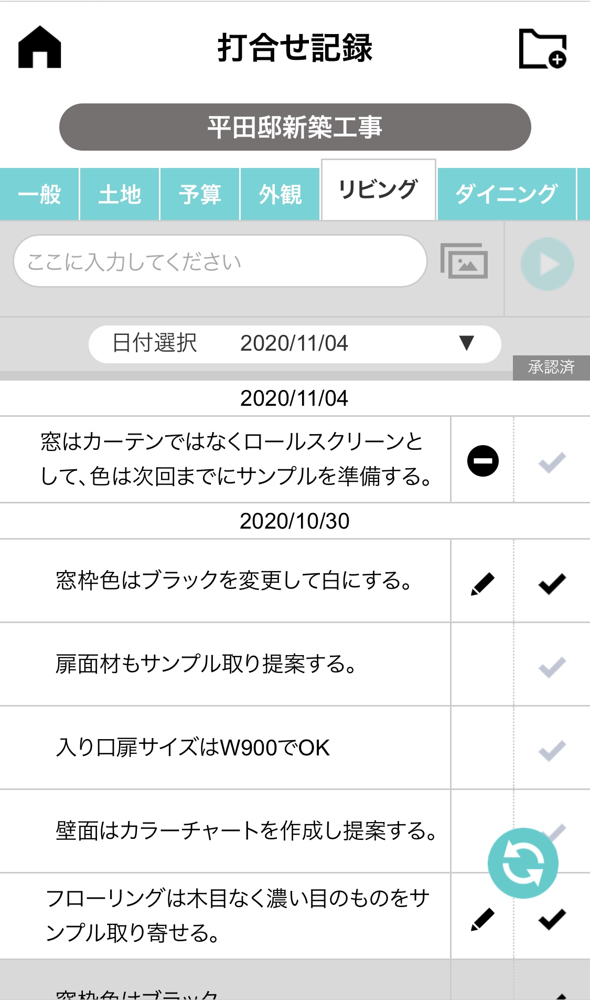 打合せ記録
平田邸新築工事
一般 土地 予算 外観 リビング ダイニング
ここに入力してください
日付選択 2020/11/04 ▼
承認済
2020/11/04
窓はカーテンではなくロールスクリーンと
して、色は次回までにサンプルを準備する。
2020/10/30
窓枠色はブラックを変更して白にする。
扉面材もサンプル取り提案する。
入り口扉サイズはW900でOK
壁面はカラーチャートを作成し提案する。
フローリングは木目なく濃い目のものをサ
ンプル取り寄せる。
窓枠色はブラック